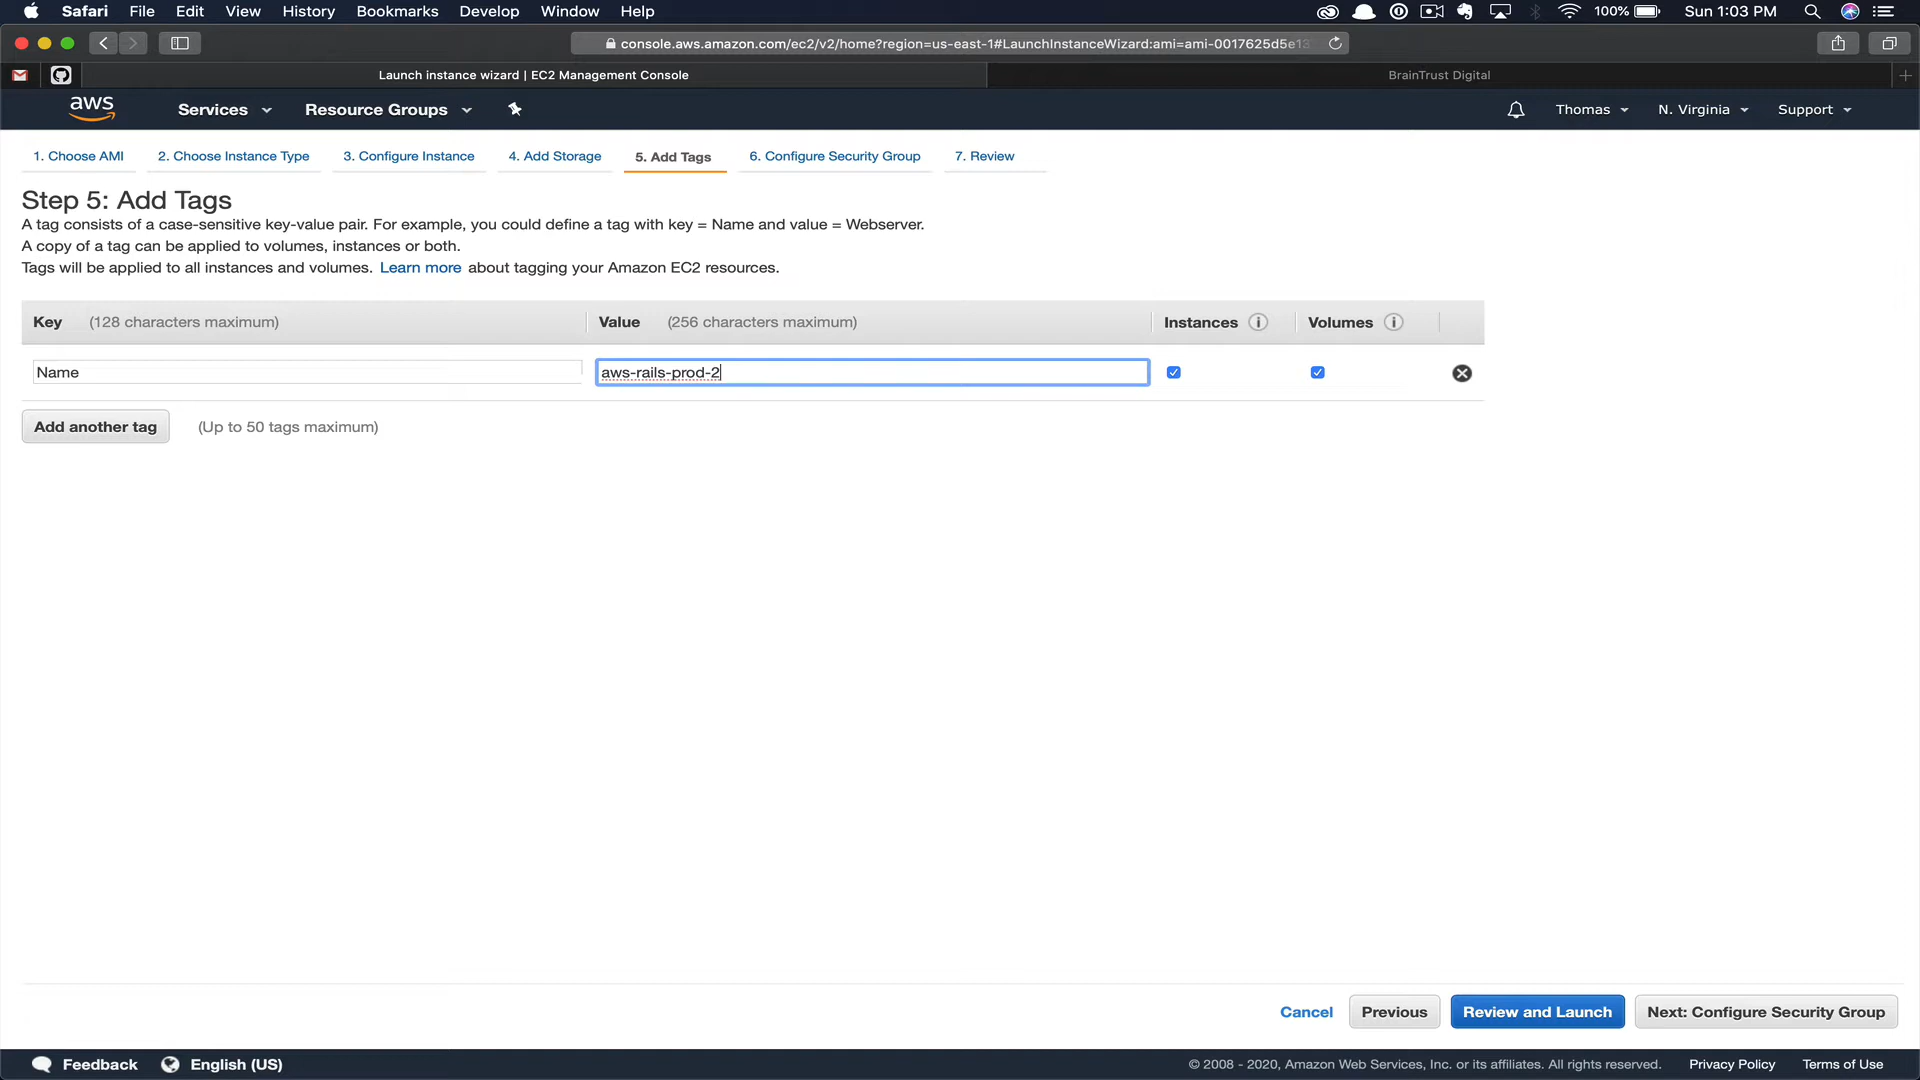 Safari File Edit View History Bookmarks Develop Window Help 100% Sun 1:03 PM
console.aws.amazon.com/ec2/v2/home?region=us-east-1#LaunchInstanceWizard:ami=ami-0017625d5e13
Launch instance wizard | EC2 Management Console BrainTrust Digital
aws Services Resource Groups Thomas N. Virginia Support
1. Choose AMI 2. Choose Instance Type 3. Configure Instance 4. Add Storage 5. Add Tags 6. Configure Security Group 7. Review
Step 5: Add Tags
A tag consists of a case-sensitive key-value pair. For example, you could define a tag with key = Name and value = Webserver.
A copy of a tag can be applied to volumes, instances or both.
Tags will be applied to all instances and volumes. Learn more about tagging your Amazon EC2 resources.
Key (128 characters maximum) Value (256 characters maximum) Instances i Volumes i
Name aws-rails-prod-2
Add another tag (Up to 50 tags maximum)
Cancel Previous Review and Launch Next: Configure Security Group
Feedback English (US) © 2008 - 2020, Amazon Web Services, Inc. or its affiliates. All rights reserved. Privacy Policy Terms of Use